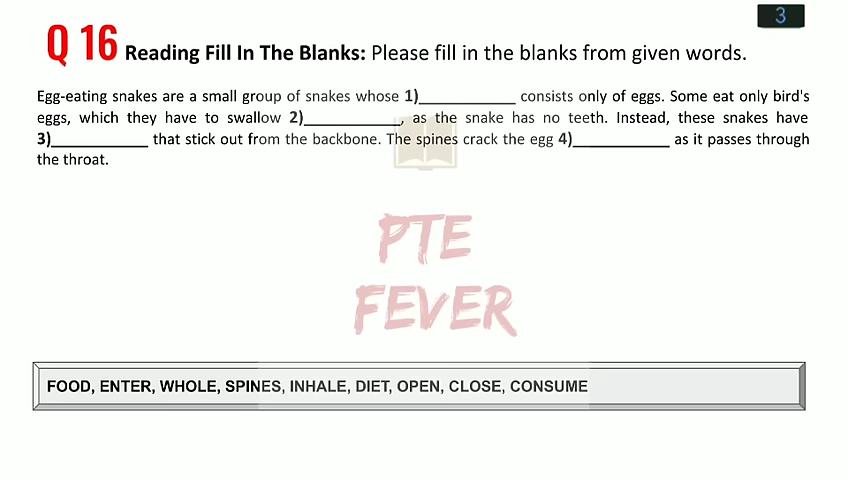 3
Q 16 Reading Fill In The Blanks: Please fill in the blanks from given words.
Egg-eating snakes are a small group of snakes whose 1)___________ consists only of eggs. Some eat only bird's
eggs, which they have to swallow 2)___________, as the snake has no teeth. Instead, these snakes have
3)___________ that stick out from the backbone. The spines crack the egg 4)___________ as it passes through
the throat.
PTE
FEVER
FOOD, ENTER, WHOLE, SPINES, INHALE, DIET, OPEN, CLOSE, CONSUME